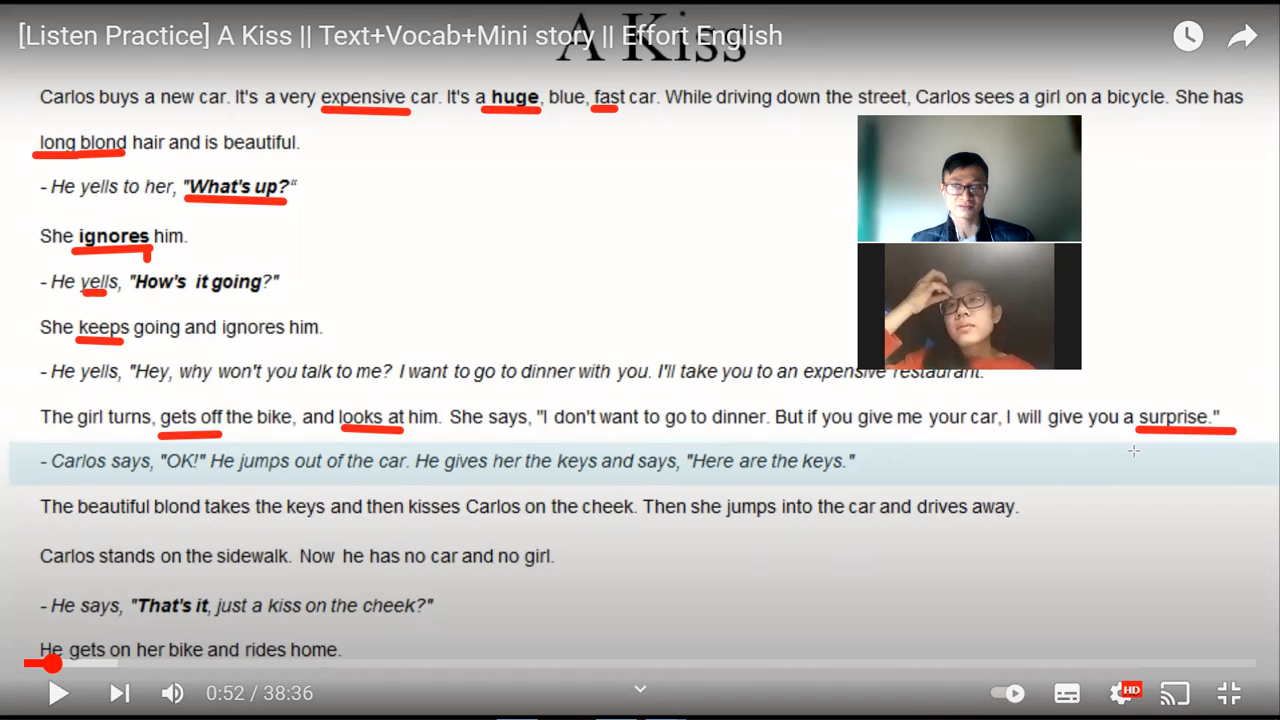 [Listen Practice] A Kiss || Text+Vocab+Mini story || Effort English
A Kiss
Carlos buys a new car. It's a very expensive car. It's a huge, blue, fast car. While driving down the street, Carlos sees a girl on a bicycle. She has
long blond hair and is beautiful.
- He yells to her, "What's up?“
She ignores him.
- He yells, "How's it going?"
She keeps going and ignores him.
- He yells, "Hey, why won't you talk to me? I want to go to dinner with you. I'll take you to an expensive restaurant.
The girl turns, gets off the bike, and looks at him. She says, "I don't want to go to dinner. But if you give me your car, I will give you a surprise."
- Carlos says, "OK!" He jumps out of the car. He gives her the keys and says, "Here are the keys."
The beautiful blond takes the keys and then kisses Carlos on the cheek. Then she jumps into the car and drives away.
Carlos stands on the sidewalk. Now he has no car and no girl.
- He says, "That's it, just a kiss on the cheek?"
He gets on her bike and rides home.
0:52 / 38:36
HD